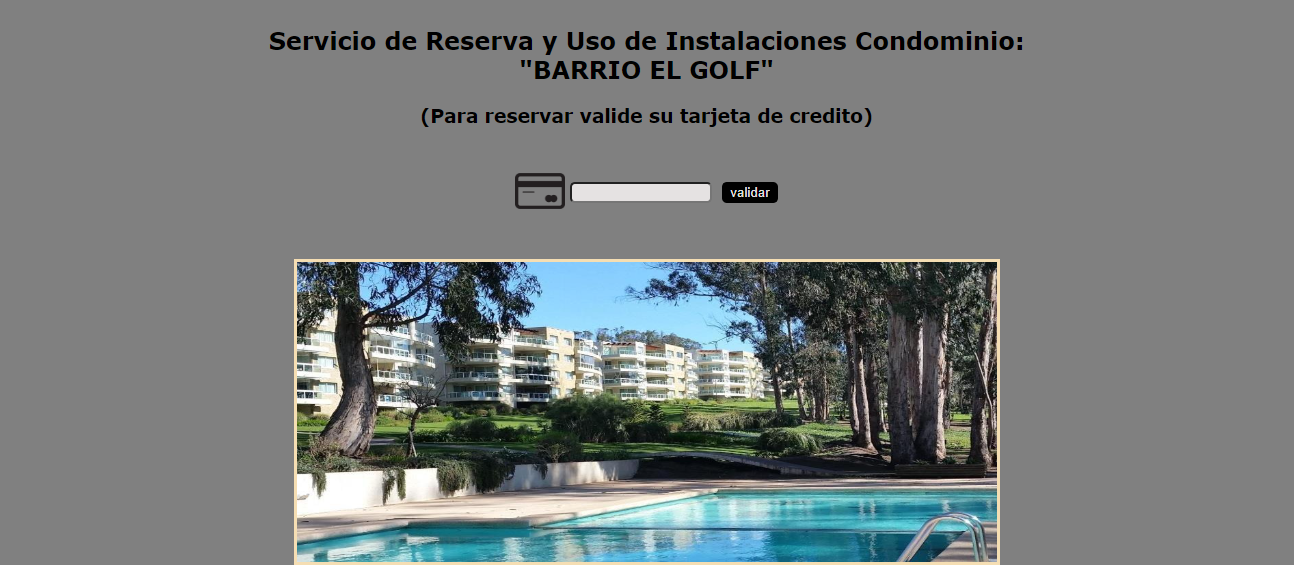 Servicio de Reserva y Uso de Instalaciones Condominio:
"BARRIO EL GOLF"
(Para reservar valide su tarjeta de credito)
validar